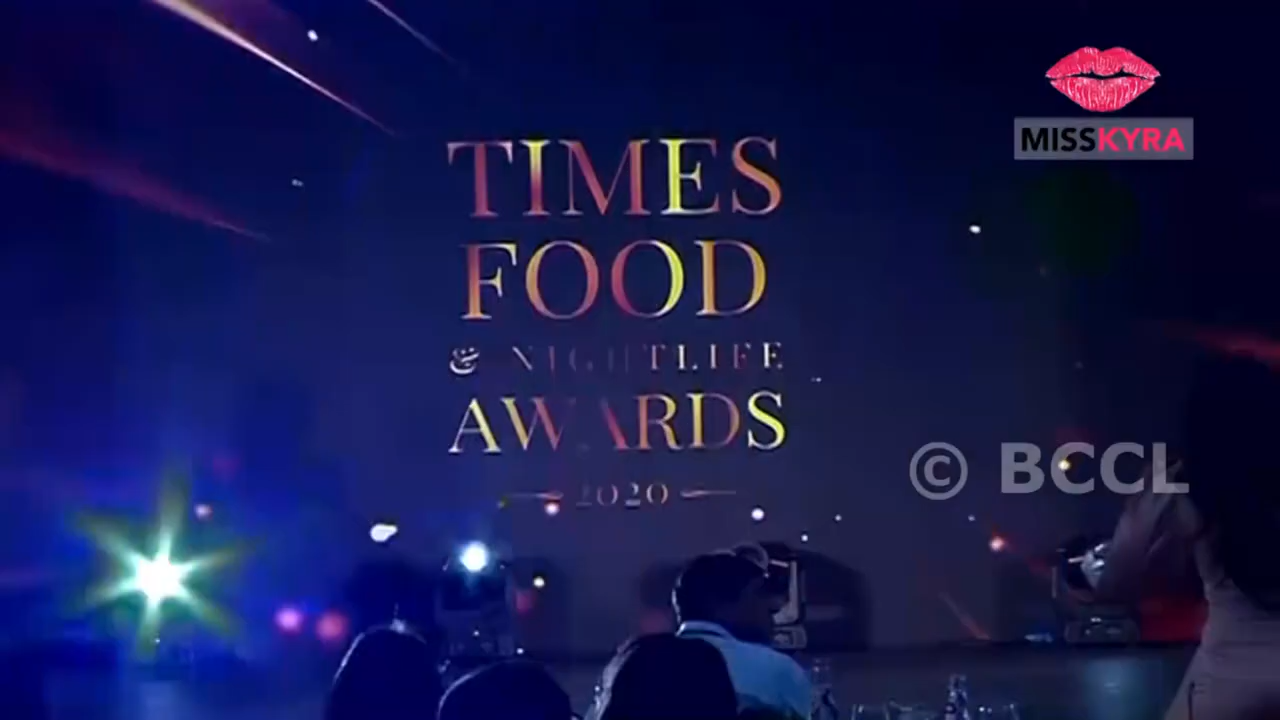 MISSKYRA
TIMES
FOOD
& NIGHTLIFE
AWARDS
2020
© BCCL